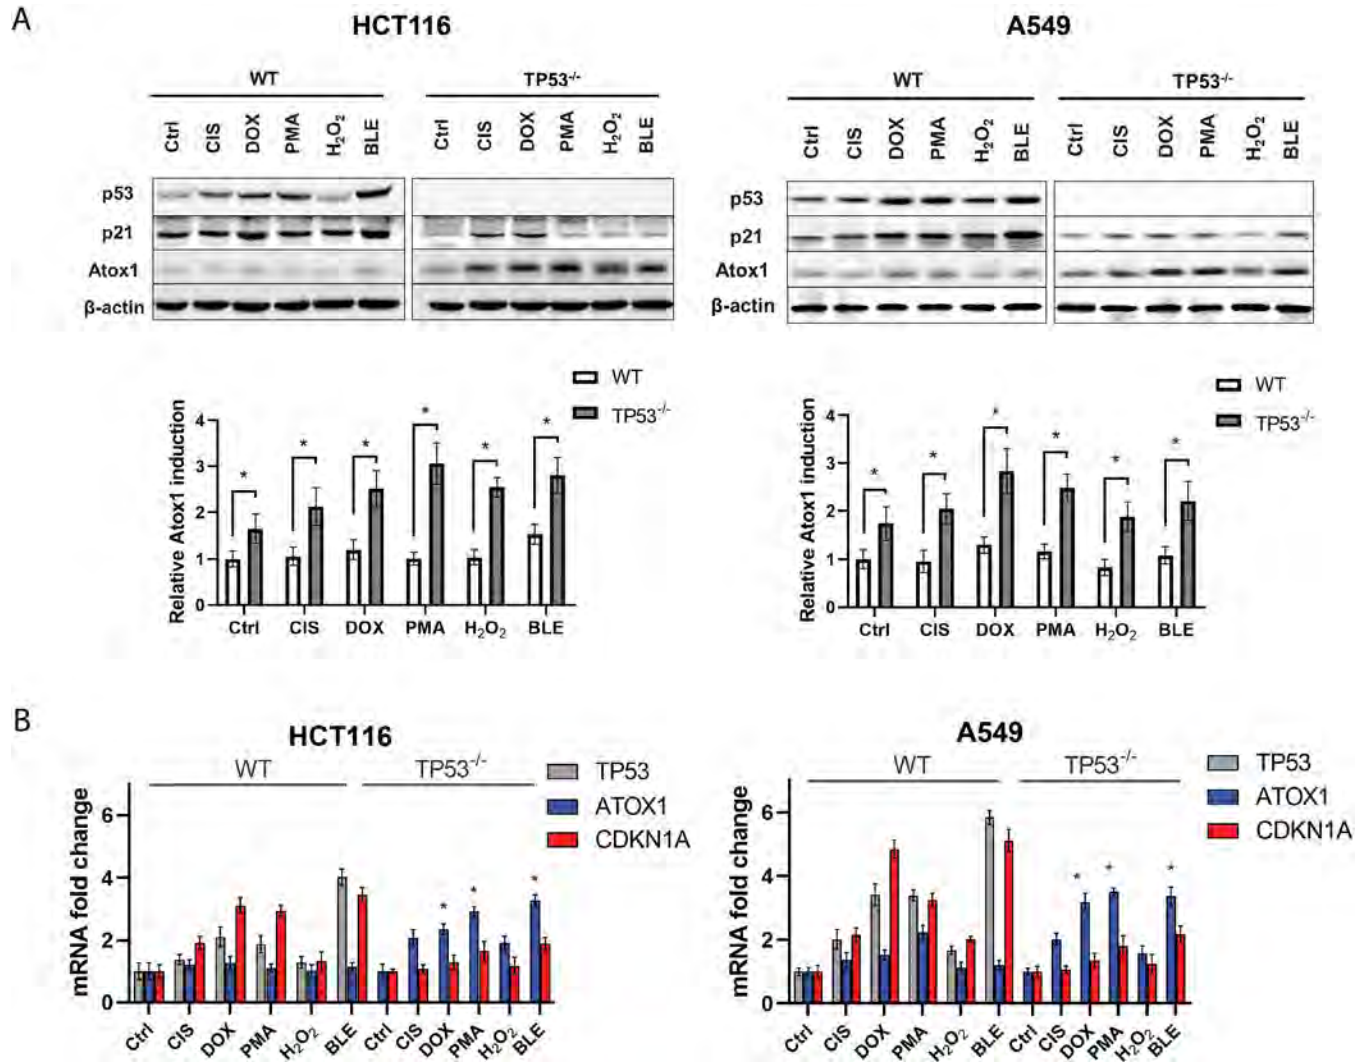 A
HCT116
WT
TP53-/-
Ctrl CIS DOX PMA H2O2 BLE Ctrl CIS DOX PMA H2O2 BLE
p53
p21
Atox1
β-actin
A549
WT
TP53-/-
Ctrl CIS DOX PMA H2O2 BLE Ctrl CIS DOX PMA H2O2 BLE
p53
p21
Atox1
β-actin
WT
TP53-/-
Relative Atox1 induction
4
3
2
1
0
* * * * * *
Ctrl CIS DOX PMA H2O2 BLE
WT
TP53-/-
Relative Atox1 induction
4
3
2
1
0
* * * * * *
Ctrl CIS DOX PMA H2O2 BLE
B
HCT116
WT
TP53-/-
TP53
ATOX1
CDKN1A
mRNA fold change
6
4
2
0
* * *
Ctrl CIS DOX PMA H2O2 BLE Ctrl CIS DOX PMA H2O2 BLE
A549
WT
TP53-/-
TP53
ATOX1
CDKN1A
mRNA fold change
6
4
2
0
* * *
Ctrl CIS DOX PMA H2O2 BLE Ctrl CIS DOX PMA H2O2 BLE